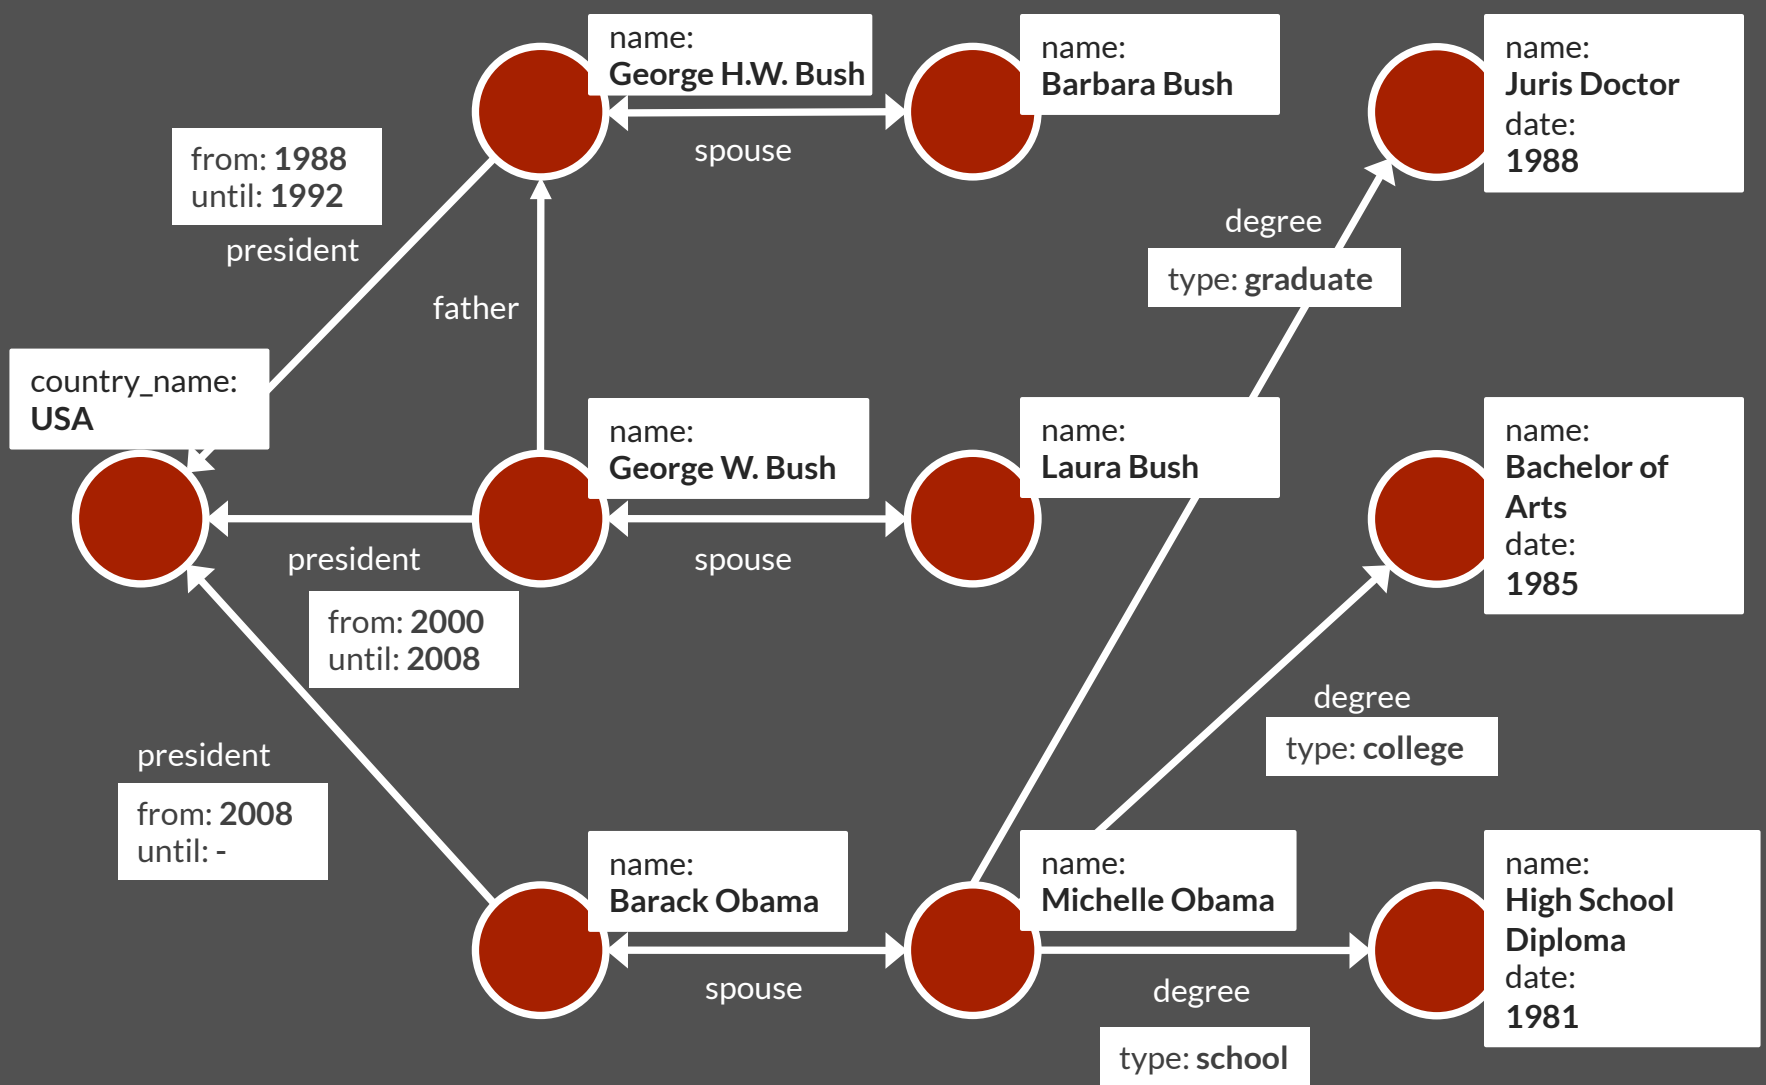 name:
George H.W. Bush
name:
Barbara Bush
name:
Juris Doctor
date:
1988
from: 1988
until: 1992
president
spouse
degree
type: graduate
father
country_name:
USA
name:
George W. Bush
name:
Laura Bush
name:
Bachelor of
Arts
date:
1985
president
from: 2000
until: 2008
spouse
degree
type: college
president
from: 2008
until: -
name:
Barack Obama
name:
Michelle Obama
name:
High School
Diploma
date:
1981
spouse
degree
type: school